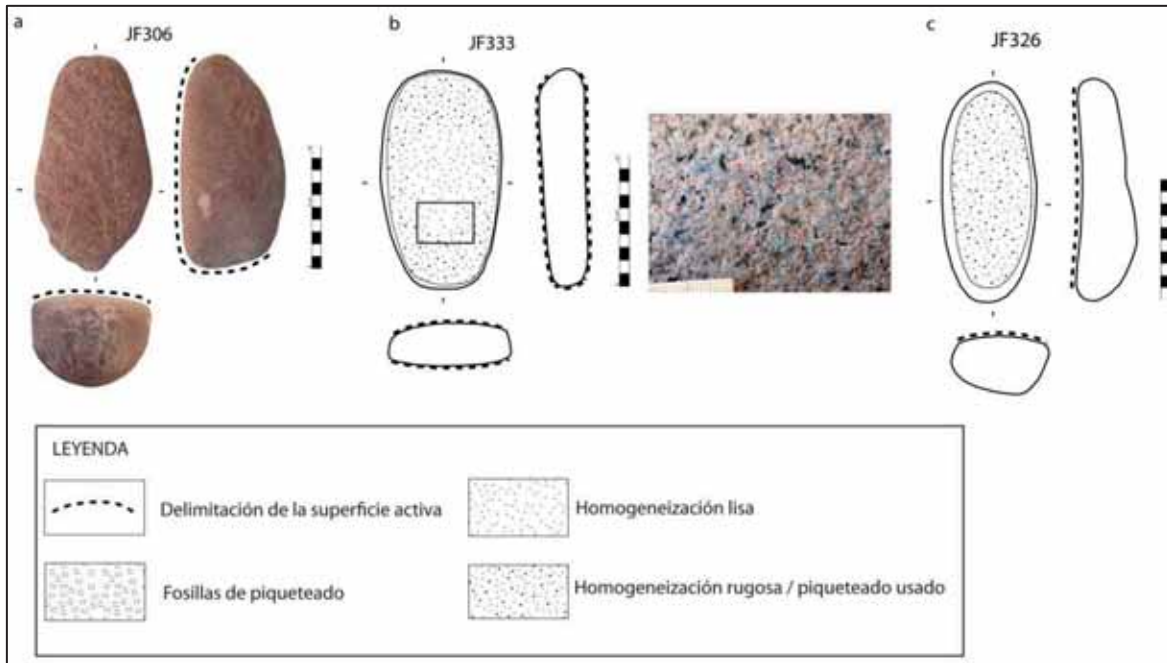 a
JF306
b
JF333
c
JF326
LEYENDA
Delimitación de la superficie activa
Homogeneización lisa
Fosillas de piqueteado
Homogeneización rugosa / piqueteado usado